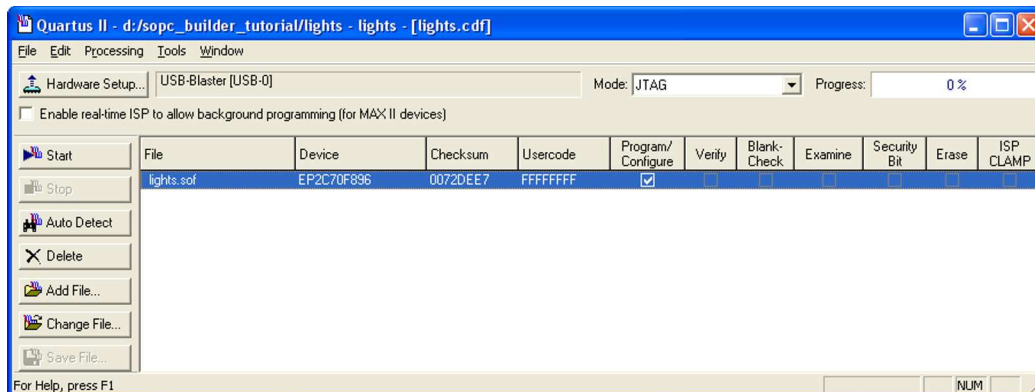 Quartus II - d:/sopc_builder_tutorial/lights - lights - [lights.cdf]
File Edit Processing Tools Window
Hardware Setup... USB-Blaster [USB-0] Mode: JTAG Progress: 0 %
Enable real-time ISP to allow background programming (for MAX II devices)
Start
Stop
Auto Detect
Delete
Add File...
Change File...
Save File...
File Device Checksum Usercode Program/ Configure Verify Blank- Check Examine Security Bit Erase ISP CLAMP
lights.sof EP2C70F896 0072DEE7 FFFFFFFF
For Help, press F1 NUM